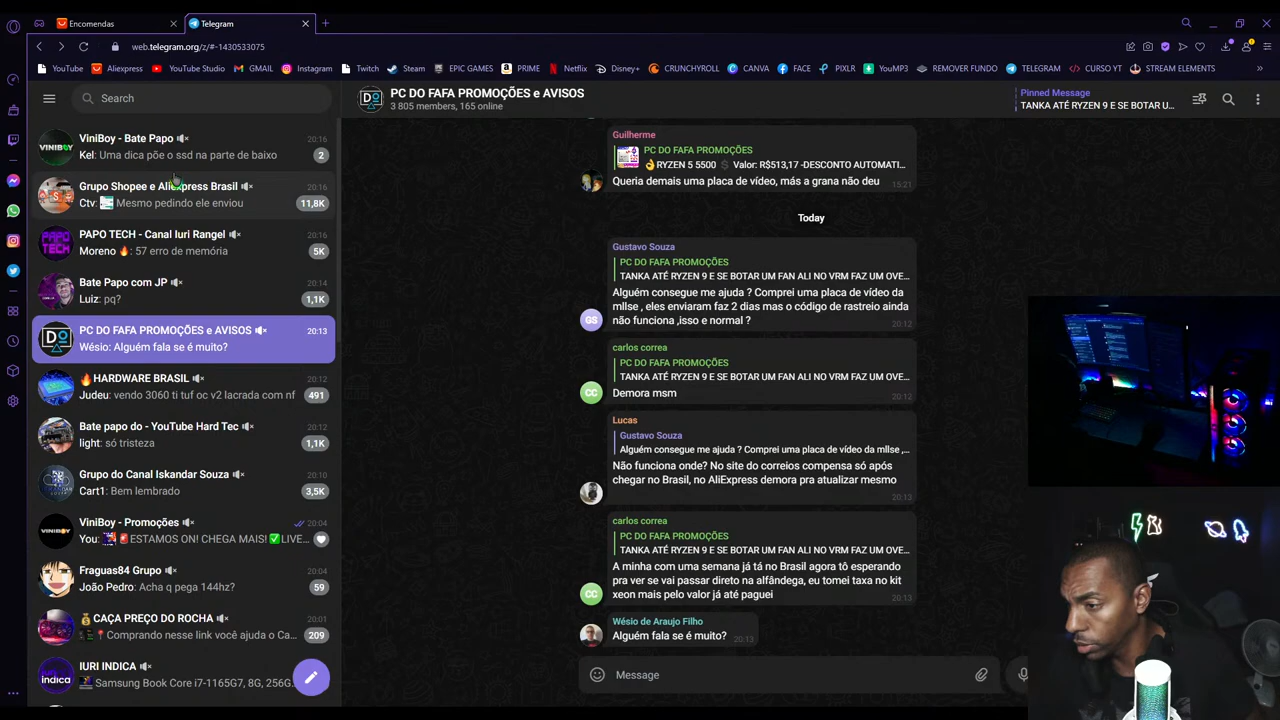 Encomendas
Telegram
web.telegram.org/z/#-1430533075
YouTube
Aliexpress
YouTube Studio
GMAIL
Instagram
Twitch
Steam
EPIC GAMES
PRIME
Netflix
Disney+
CRUNCHYROLL
CANVA
FACE
PIXLR
YouMP3
REMOVER FUNDO
TELEGRAM
CURSO YT
STREAM ELEMENTS
Search
ViniBoy - Bate Papo 20:16
Kel: Uma dica põe o ssd na parte de baixo 2
Grupo Shopee e Aliexpress Brasil 20:16
Ctv: Mesmo pedindo ele enviou 11,8K
PAPO TECH - Canal Iuri Rangel 20:16
Moreno 🔥: 57 erro de memória 5K
Bate Papo com JP 20:14
Luiz: pq? 1,1K
PC DO FAFA PROMOÇÕES e AVISOS 20:13
Wésio: Alguém fala se é muito?
🔥HARDWARE BRASIL 20:12
Judeu: vendo 3060 ti tuf oc v2 lacrada com nf 491
Bate papo do - YouTube Hard Tec 20:12
light: só tristeza 1,1K
Grupo do Canal Iskandar Souza 20:10
Cart1: Bem lembrado 3,5K
ViniBoy - Promoções 20:04
You: 🚨ESTAMOS ON! CHEGA MAIS! ✅LIVE...
Fraguas84 Grupo 20:04
João Pedro: Acha q pega 144hz? 59
💰CAÇA PREÇO DO ROCHA 20:01
📍Comprando nesse link você ajuda o Ca... 209
IURI INDICA
Samsung Book Core i7-1165G7, 8G, 256G
PC DO FAFA PROMOÇÕES e AVISOS
3 805 members, 165 online
Pinned Message
TANKA ATÉ RYZEN 9 E SE BOTAR U...
Guilherme
PC DO FAFA PROMOÇÕES
👌RYZEN 5 5500 💲 Valor: R$513,17 -DESCONTO AUTOMATI...
Queria demais uma placa de vídeo, más a grana não deu 15:21
Today
Gustavo Souza
PC DO FAFA PROMOÇÕES
TANKA ATÉ RYZEN 9 E SE BOTAR UM FAN ALI NO VRM FAZ UM OVE...
Alguém consegue me ajuda ? Comprei uma placa de vídeo da
mllse , eles enviaram faz 2 dias mas o código de rastreio ainda
não funciona ,isso e normal ? 20:12
carlos correa
PC DO FAFA PROMOÇÕES
TANKA ATÉ RYZEN 9 E SE BOTAR UM FAN ALI NO VRM FAZ UM OVE...
Demora msm 20:12
Lucas
Gustavo Souza
Alguém consegue me ajuda ? Comprei uma placa de vídeo da mllse ,...
Não funciona onde? No site do correios compensa só após
chegar no Brasil, no AliExpress demora pra atualizar mesmo
20:13
carlos correa
PC DO FAFA PROMOÇÕES
TANKA ATÉ RYZEN 9 E SE BOTAR UM FAN ALI NO VRM FAZ UM OVE...
A minha com uma semana já tá no Brasil agora tô esperando
pra ver se vai passar direto na alfândega, eu tomei taxa no kit
xeon mais pelo valor já até paguei 20:13
Wésio de Araujo Filho
Alguém fala se é muito? 20:13
Message